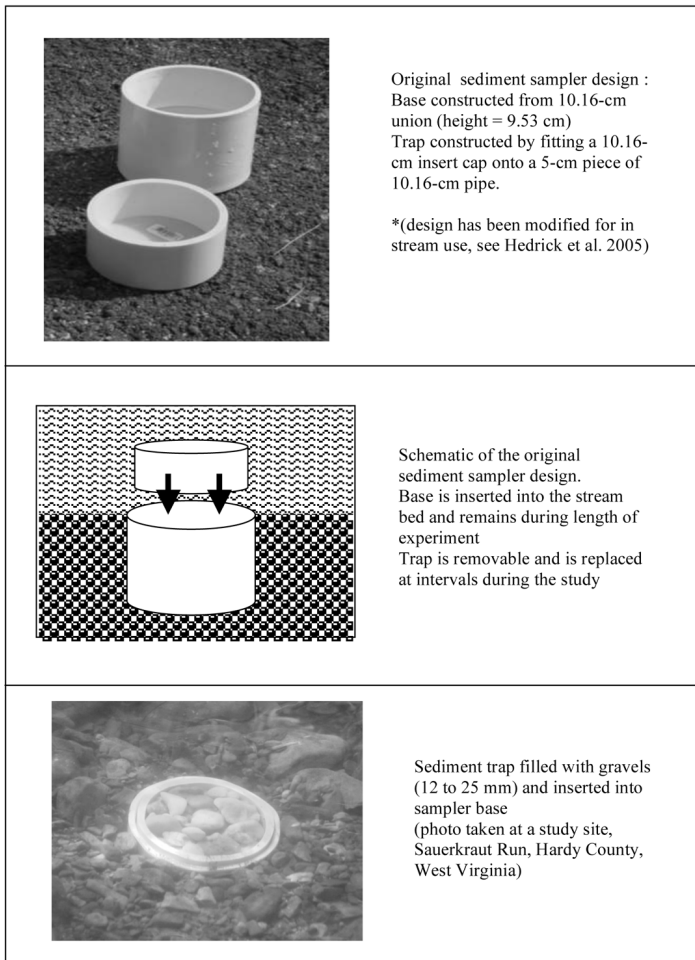 Original sediment sampler design :
Base constructed from 10.16-cm
union (height = 9.53 cm)
Trap constructed by fitting a 10.16-
cm insert cap onto a 5-cm piece of
10.16-cm pipe.
*(design has been modified for in
stream use, see Hedrick et al. 2005)
Schematic of the original
sediment sampler design.
Base is inserted into the stream
bed and remains during length of
experiment
Trap is removable and is replaced
at intervals during the study
Sediment trap filled with gravels
(12 to 25 mm) and inserted into
sampler base
(photo taken at a study site,
Sauerkraut Run, Hardy County,
West Virginia)